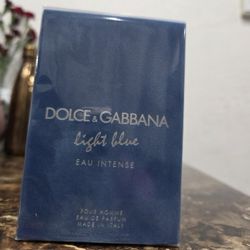 DOLCE & GABBANA
light blue
EAU INTENSE
POUR HOMME
EAU DE PARFUM
MADE IN ITALY